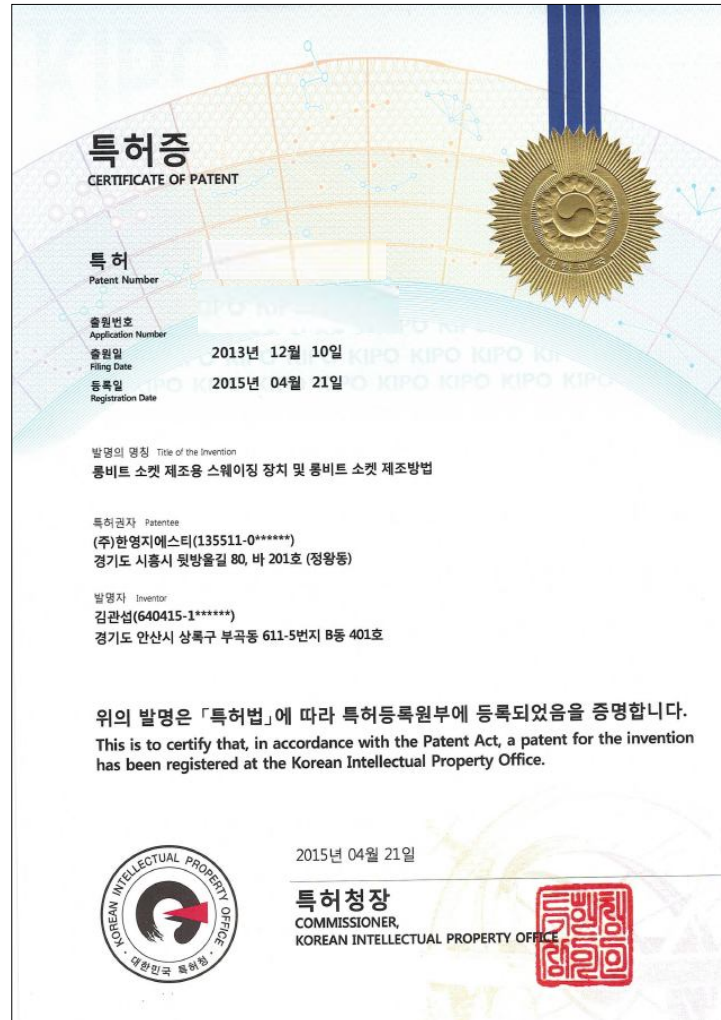 특허증
CERTIFICATE OF PATENT
특허
Patent Number
출원번호
Application Number
출원일
Filing Date
2013년 12월 10일
등록일
Registration Date
2015년 04월 21일
발명의 명칭 Title of the Invention
롱비트 소켓 제조용 스웨이징 장치 및 롱비트 소켓 제조방법
특허권자 Patentee
(주)한영지에스티(135511-0******)
경기도 시흥시 뒷방울길 80, 바 201호 (정왕동)
발명자 Inventor
김관섭(640415-1******)
경기도 안산시 상록구 부곡동 611-5번지 B동 401호
위의 발명은 「특허법」에 따라 특허등록원부에 등록되었음을 증명합니다.
This is to certify that, in accordance with the Patent Act, a patent for the invention
has been registered at the Korean Intellectual Property Office.
2015년 04월 21일
특허청장
COMMISSIONER,
KOREAN INTELLECTUAL PROPERTY OFFICE
KOREAN INTELLECTUAL PROPERTY OFFICE
대한민국 특허청
KIPO
KIPO KIPO KIPO KIPO